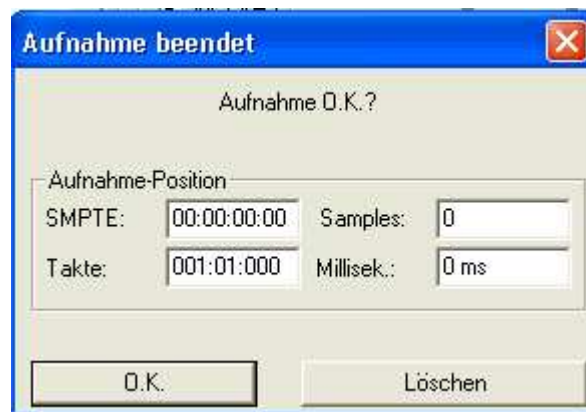 Aufnahme beendet
Aufnahme O.K.?
Aufnahme-Position
SMPTE: 00:00:00:00 Samples: 0
Takte: 001:01:000 Millisek.: 0 ms
O.K. Löschen